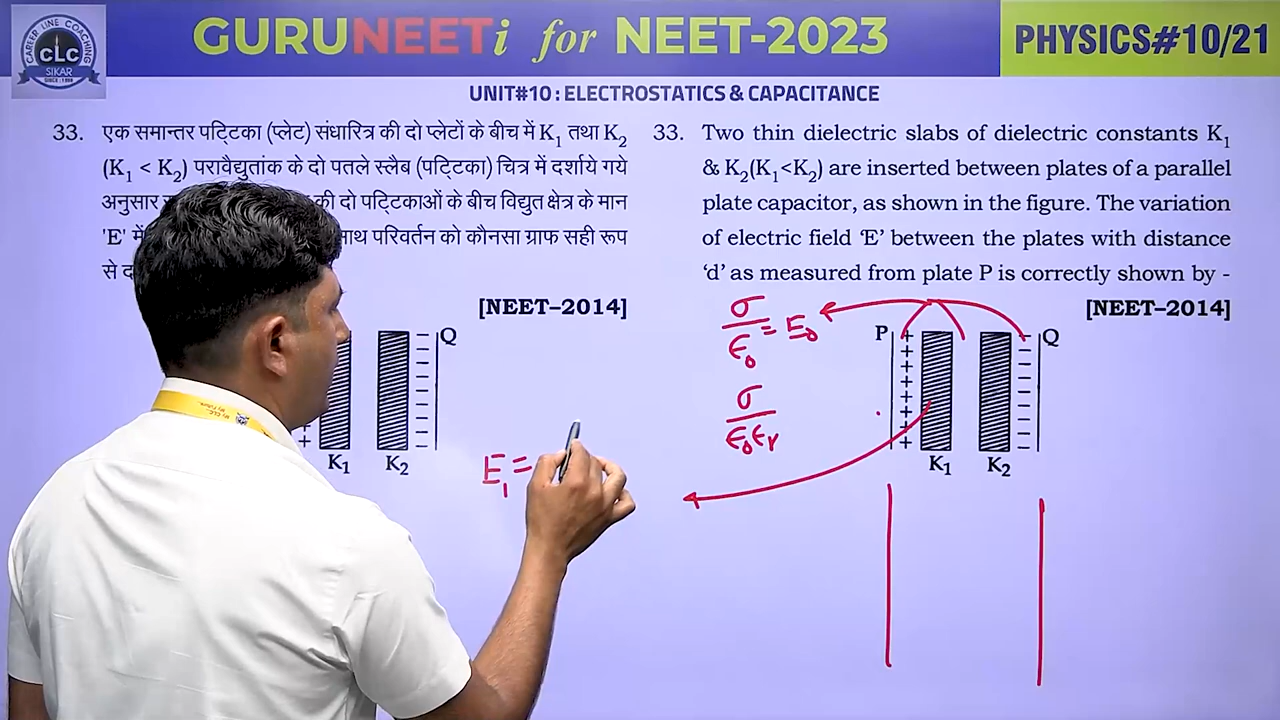 GURUNEETi for NEET-2023
PHYSICS#10/21
CAREER LINE COACHING
CLC
SIKAR
SINCE : 1996
UNIT#10 : ELECTROSTATICS & CAPACITANCE
33. एक समान्तर पट्टिका (प्लेट) संधारित्र की दो प्लेटों के बीच में K₁ तथा K₂
(K₁ < K₂) परावैद्युतांक के दो पतले स्लैब (पट्टिका) चित्र में दर्शाये गये
अनुसार की दो पट्टिकाओं के बीच विद्युत क्षेत्र के मान
'E' में साथ परिवर्तन को कौनसा ग्राफ सही रूप
से
[NEET–2014]
Q
K₁ K₂
E₁ =
33. Two thin dielectric slabs of dielectric constants K₁
& K₂(K₁<K₂) are inserted between plates of a parallel
plate capacitor, as shown in the figure. The variation
of electric field 'E' between the plates with distance
'd' as measured from plate P is correctly shown by -
[NEET–2014]
σ/ε₀ = E₀
σ/ε₀εᵣ
P Q
K₁ K₂